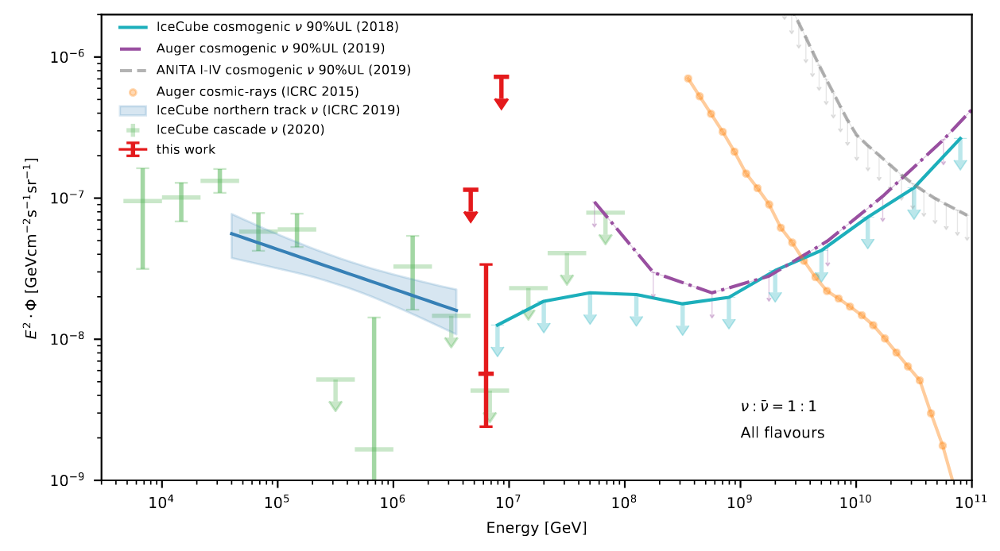 IceCube cosmogenic ν 90%UL (2018)
Auger cosmogenic ν 90%UL (2019)
ANITA I-IV cosmogenic ν 90%UL (2019)
Auger cosmic-rays (ICRC 2015)
IceCube northern track ν (ICRC 2019)
IceCube cascade ν (2020)
this work
10⁻⁶
10⁻⁷
10⁻⁸
10⁻⁹
E² · Φ [GeVcm⁻²s⁻¹sr⁻¹]
ν : ν̄ = 1 : 1
All flavours
10⁴ 10⁵ 10⁶ 10⁷ 10⁸ 10⁹ 10¹⁰ 10¹¹
Energy [GeV]